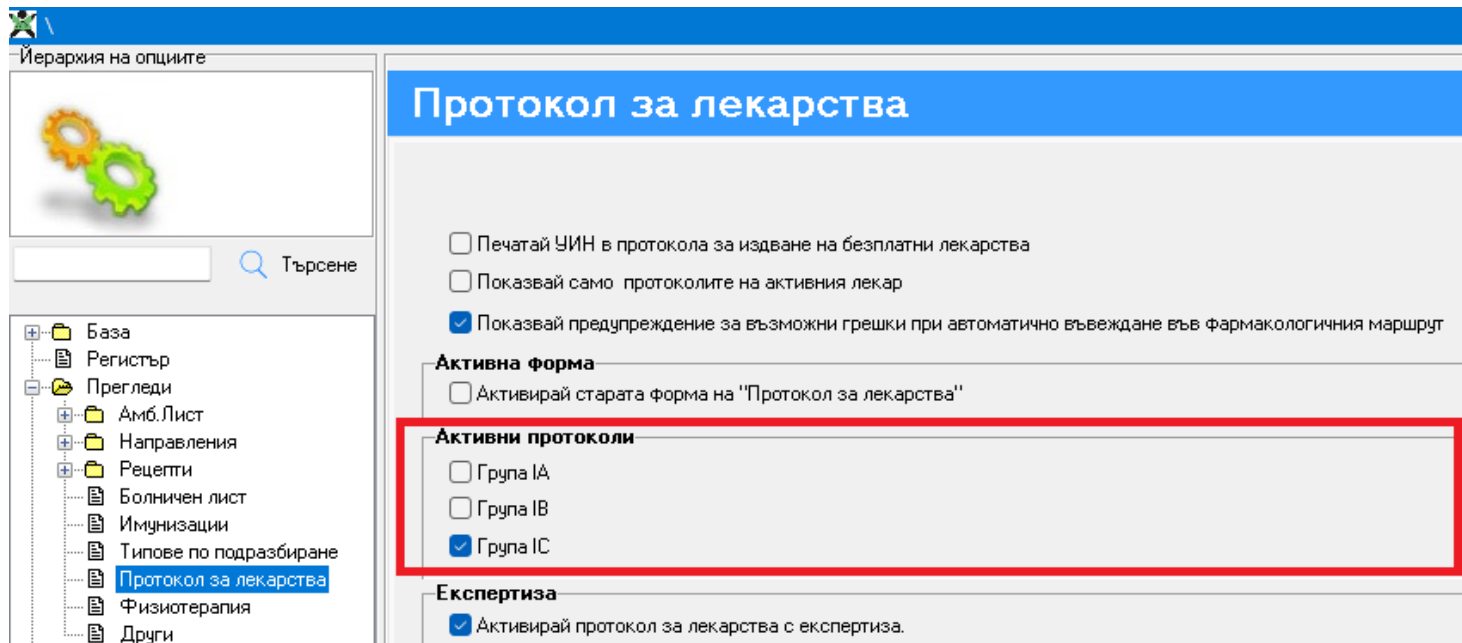 \
Йерархия на опциите
Протокол за лекарства
Търсене
Печатай УИН в протокола за издване на безплатни лекарства
Показвай само протоколите на активния лекар
Показвай предупреждение за възможни грешки при автоматично въвеждане във фармакологичния маршрут
База
Регистър
Прегледи
Амб.Лист
Направления
Рецепти
Болничен лист
Имунизации
Типове по подразбиране
Протокол за лекарства
Физиотерапия
Други
Активна форма
Активирай старата форма на "Протокол за лекарства"
Активни протоколи
Група IA
Група IB
Група IC
Експертиза
Активирай протокол за лекарства с експертиза.